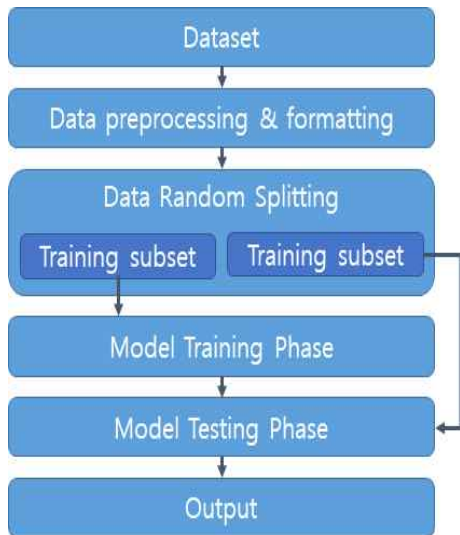 Dataset
Data preprocessing & formatting
Data Random Splitting
Training subset
Training subset
Model Training Phase
Model Testing Phase
Output